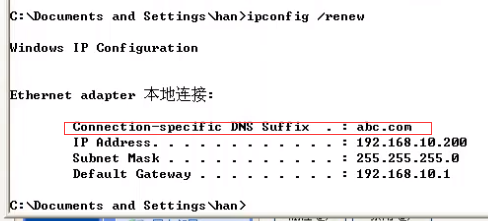 C:\Documents and Settings\han>ipconfig /renew
Windows IP Configuration
Ethernet adapter 本地连接:
Connection-specific DNS Suffix . : abc.com
IP Address. . . . . . . . . . . . : 192.168.10.200
Subnet Mask . . . . . . . . . . . : 255.255.255.0
Default Gateway . . . . . . . . . : 192.168.10.1
C:\Documents and Settings\han>